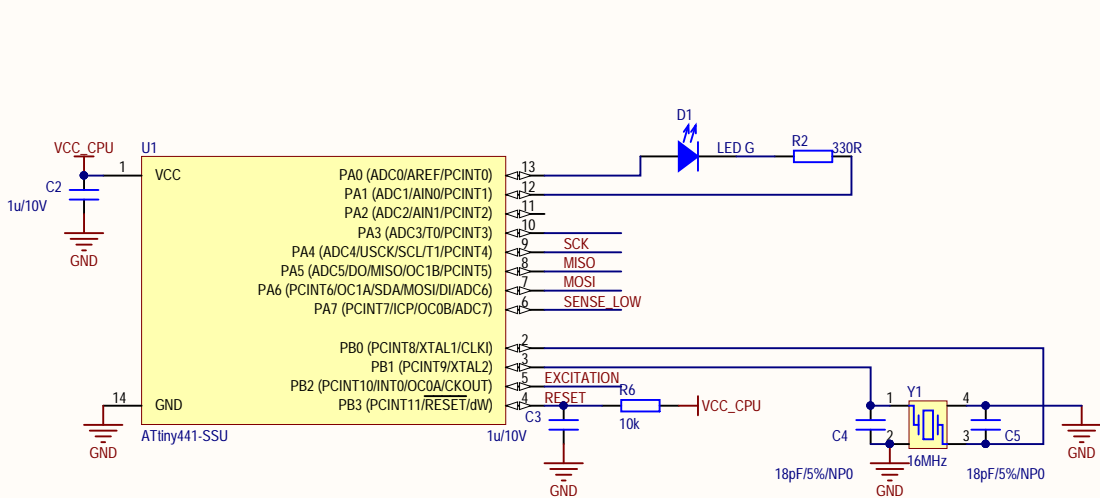 D1
LED G
R2
330R
VCC_CPU
U1
1
VCC
C2
1u/10V
GND
PA0 (ADC0/AREF/PCINT0)
13
PA1 (ADC1/AIN0/PCINT1)
12
PA2 (ADC2/AIN1/PCINT2)
11
PA3 (ADC3/T0/PCINT3)
10
PA4 (ADC4/USCK/SCL/T1/PCINT4)
9
SCK
PA5 (ADC5/DO/MISO/OC1B/PCINT5)
8
MISO
PA6 (PCINT6/OC1A/SDA/MOSI/DI/ADC6)
7
MOSI
PA7 (PCINT7/ICP/OC0B/ADC7)
6
SENSE_LOW
PB0 (PCINT8/XTAL1/CLKI)
2
PB1 (PCINT9/XTAL2)
3
PB2 (PCINT10/INT0/OC0A/CKOUT)
5
EXCITATION
PB3 (PCINT11/RESET/dW)
4
RESET
R6
10k
VCC_CPU
14
GND
GND
ATtiny441-SSU
C3
1u/10V
GND
Y1
1
4
2
3
C4
18pF/5%/NP0
16MHz
GND
C5
18pF/5%/NP0
GND